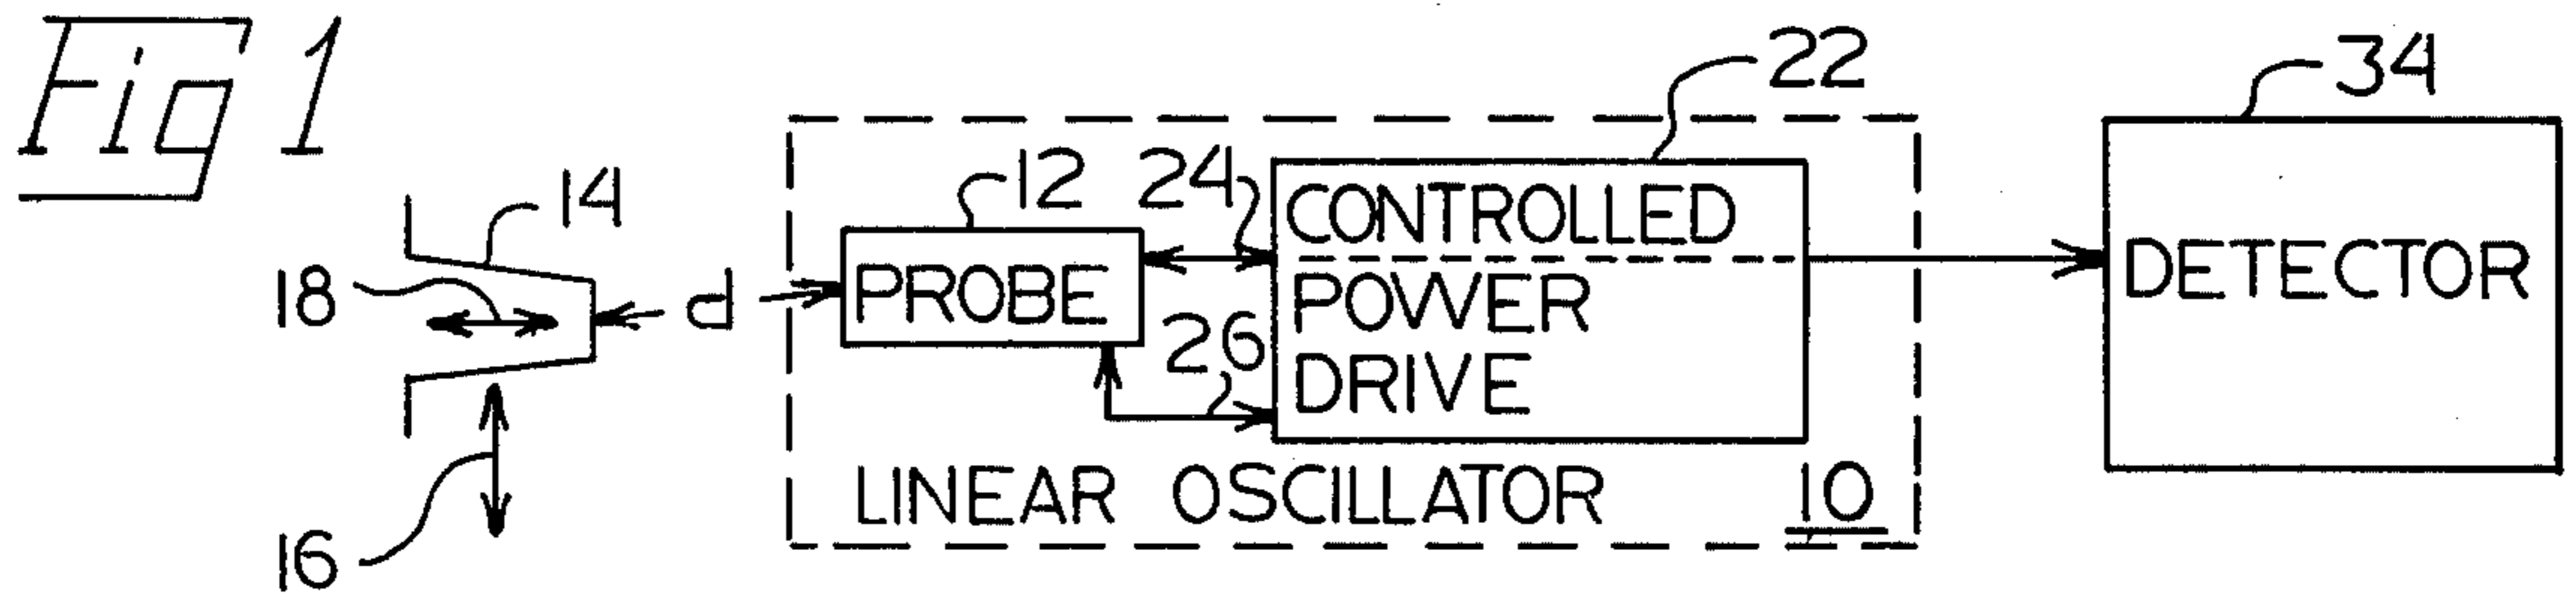 Fig 1
22
34
12
24
14
CONTROLLED
18
d
PROBE
POWER
DETECTOR
26
DRIVE
LINEAR OSCILLATOR
10
16